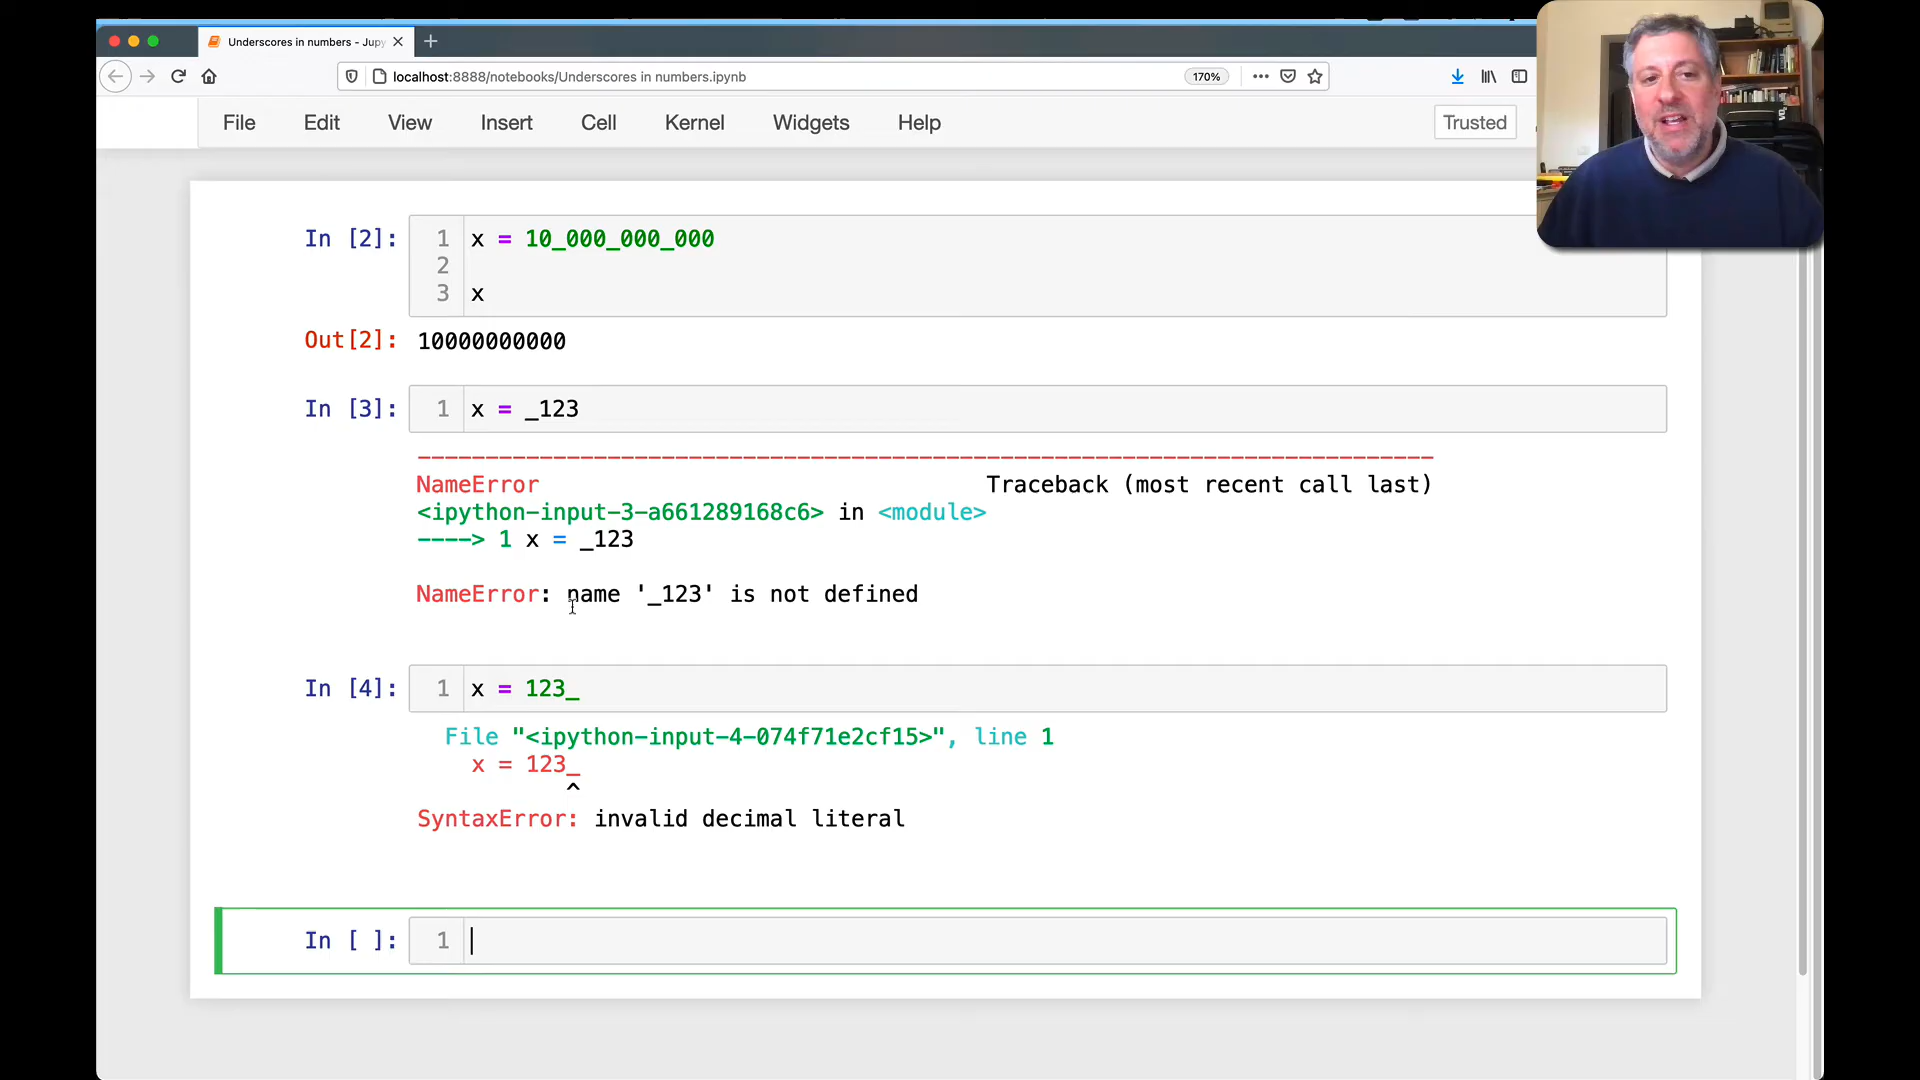 Underscores in numbers - Jupy
localhost:8888/notebooks/Underscores in numbers.ipynb
170%
File Edit View Insert Cell Kernel Widgets Help
Trusted
In [2]:
1 x = 10_000_000_000
2
3 x
Out[2]: 10000000000
In [3]:
1 x = _123
---------------------------------------------------------------------------
NameError Traceback (most recent call last)
<ipython-input-3-a661289168c6> in <module>
----> 1 x = _123
NameError: name '_123' is not defined
In [4]:
1 x = 123_
File "<ipython-input-4-074f71e2cf15>", line 1
x = 123_
^
SyntaxError: invalid decimal literal
In [ ]:
1